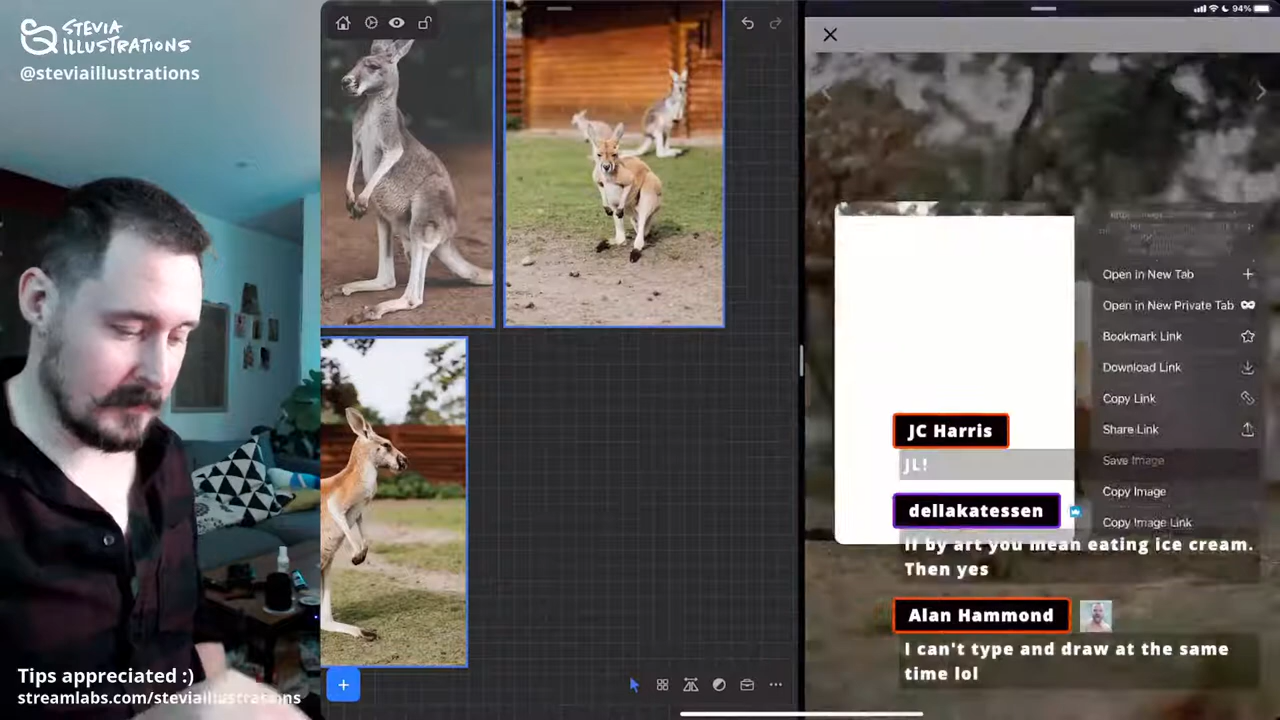 STEVIA
ILLUSTRATIONS
@steviaillustrations
94%
Open in New Tab
Open in New Private Tab
Bookmark Link
Download Link
Copy Link
Share Link
Save Image
Copy Image
Copy Image Link
JC Harris
JL!
dellakatessen
If by art you mean eating ice cream.
Then yes
Alan Hammond
I can't type and draw at the same
time lol
Tips appreciated :)
streamlabs.com/steviaillustrations